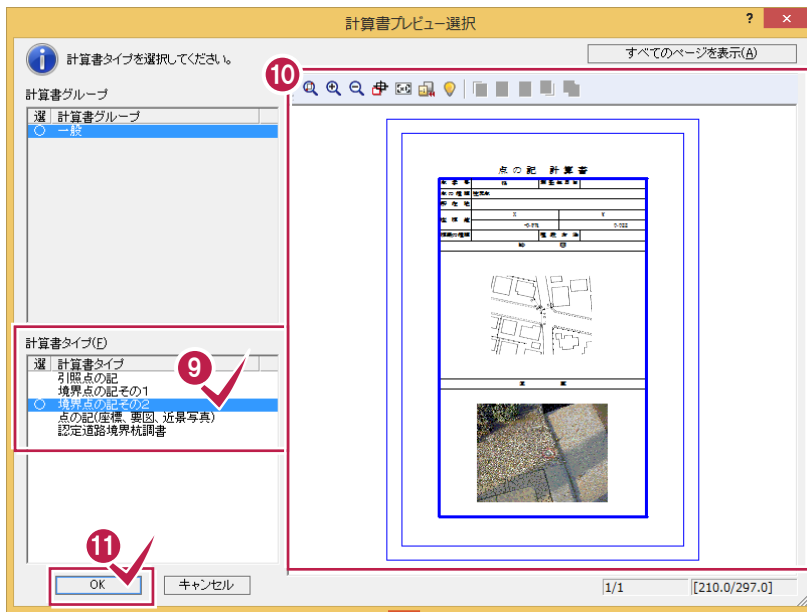 計算書プレビュー選択
?
×
計算書タイプを選択してください。
すべてのページを表示(A)
計算書グループ
選 計算書グループ
○ 一般
10
計算書タイプ(F)
選 計算書タイプ
引照点の記
境界点の記その1
○ 境界点の記その2
点の記(座標、要図、近景写真)
認定道路境界杭調書
9
点の記 計算書
X Y
11
OK
キャンセル
1/1
[210.0/297.0]